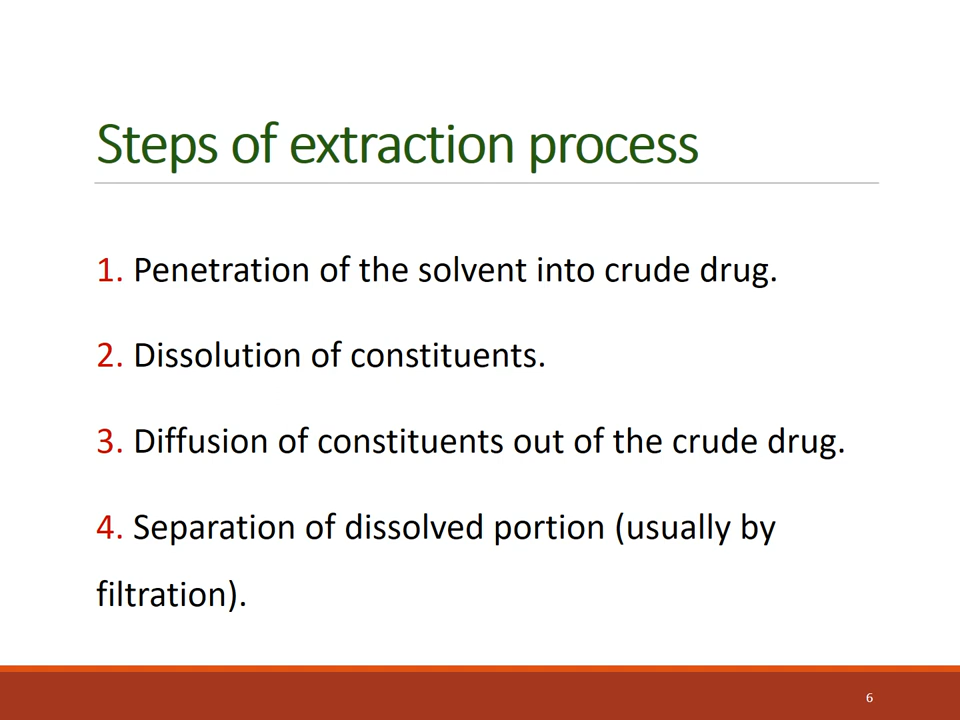 Steps of extraction process
1. Penetration of the solvent into crude drug.
2. Dissolution of constituents.
3. Diffusion of constituents out of the crude drug.
4. Separation of dissolved portion (usually by
filtration).
6